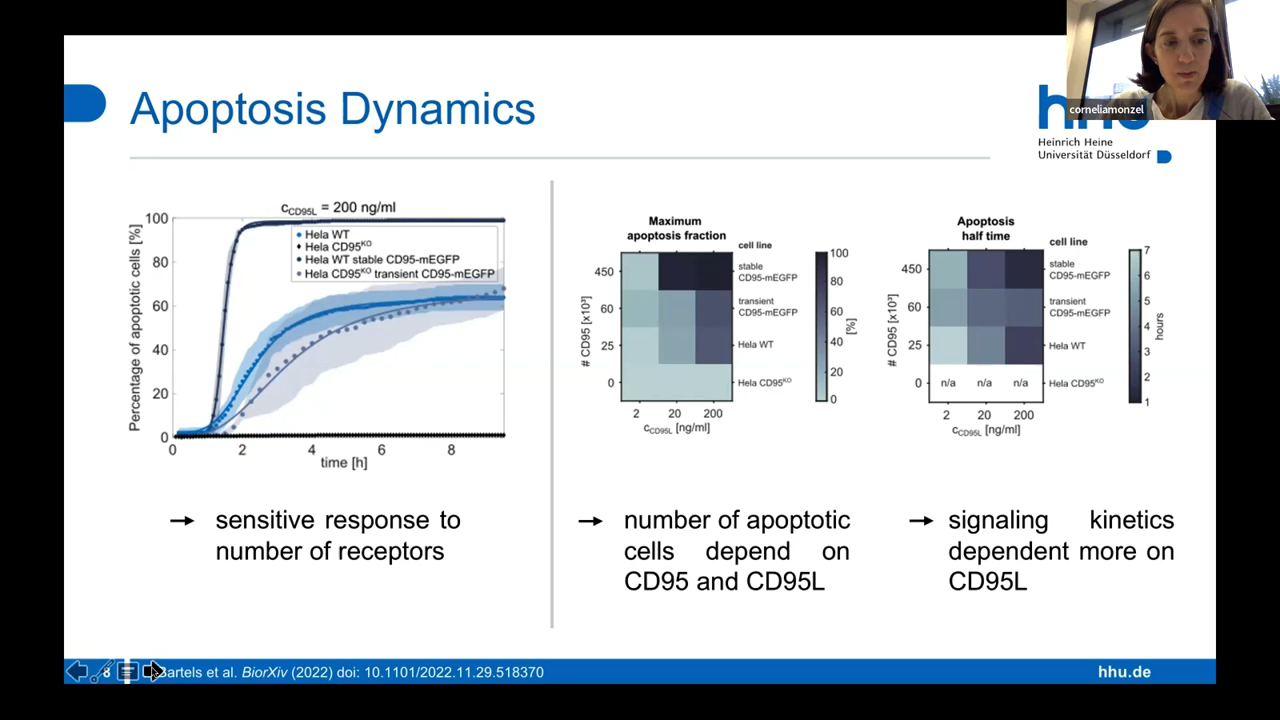 Apoptosis Dynamics
corneliamonzel
Heinrich Heine
Universität Düsseldorf
cCD95L = 200 ng/ml
Percentage of apoptotic cells [%]
100
80
60
40
20
0
Hela WT
Hela CD95KO
Hela WT stable CD95-mEGFP
Hela CD95KO transient CD95-mEGFP
0 2 4 6 8
time [h]
→ sensitive response to
number of receptors
Maximum
apoptosis fraction
cell line
# CD95 [x10³]
450
60
25
0
stable
CD95-mEGFP
transient
CD95-mEGFP
Hela WT
Hela CD95KO
2 20 200
cCD95L [ng/ml]
100
80
60
40
20
0
[%]
→ number of apoptotic
cells depend on
CD95 and CD95L
Apoptosis
half time
cell line
# CD95 [x10³]
450
60
25
0
n/a n/a n/a
stable
CD95-mEGFP
transient
CD95-mEGFP
Hela WT
Hela CD95KO
2 20 200
cCD95L [ng/ml]
7
6
5
4
3
2
1
hours
→ signaling kinetics
dependent more on
CD95L
8
Bartels et al. BiorXiv (2022) doi: 10.1101/2022.11.29.518370
hhu.de